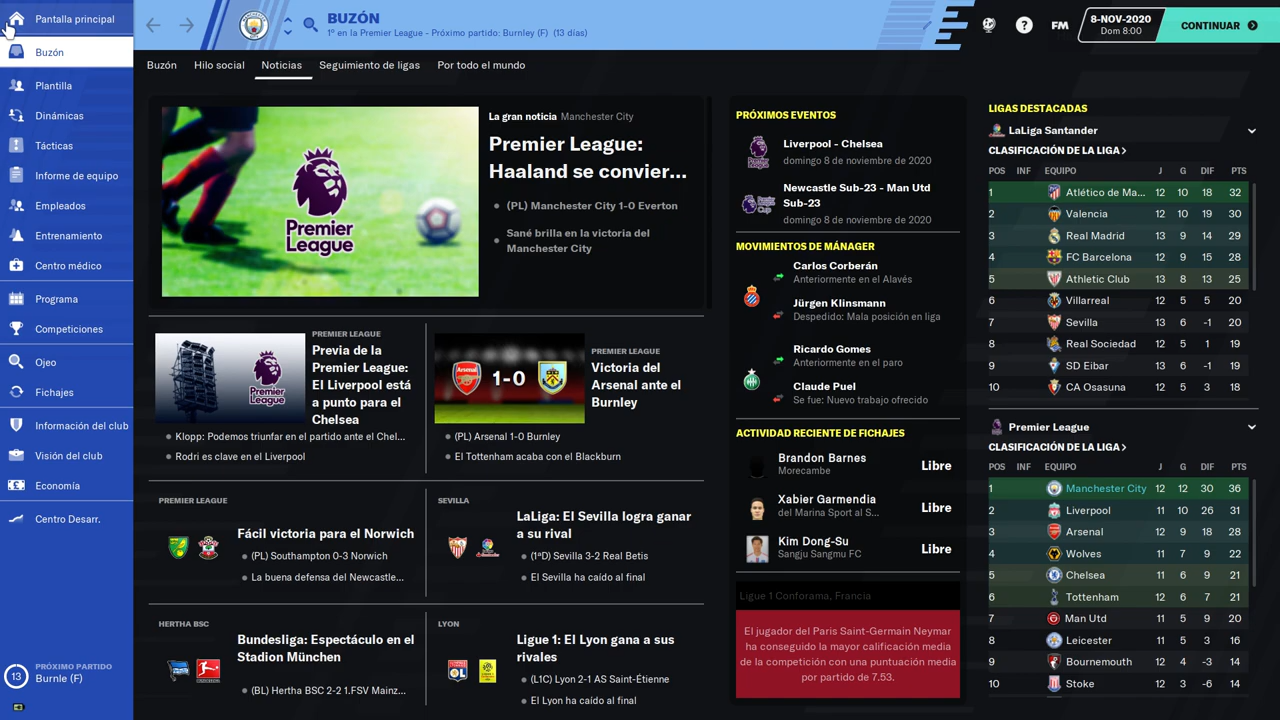 Pantalla principal
Buzón
Plantilla
Dinámicas
Tácticas
Informe de equipo
Empleados
Entrenamiento
Centro médico
Programa
Competiciones
Ojeo
Fichajes
Información del club
Visión del club
Economía
Centro Desarr.
13
PRÓXIMO PARTIDO
Burnle (F)
BUZÓN
1º en la Premier League - Próximo partido: Burnley (F) (13 días)
?
FM
8-NOV-2020
Dom 8:00
CONTINUAR
Buzón
Hilo social
Noticias
Seguimiento de ligas
Por todo el mundo
Premier League
La gran noticia Manchester City
Premier League:
Haaland se convier...
(PL) Manchester City 1-0 Everton
Sané brilla en la victoria del
Manchester City
PREMIER LEAGUE
Previa de la
Premier League:
El Liverpool está
a punto para el
Chelsea
Klopp: Podemos triunfar en el partido ante el Chel...
Rodri es clave en el Liverpool
Arsenal
1-0
PREMIER LEAGUE
Victoria del
Arsenal ante el
Burnley
(PL) Arsenal 1-0 Burnley
El Tottenham acaba con el Blackburn
PREMIER LEAGUE
Fácil victoria para el Norwich
(PL) Southampton 0-3 Norwich
La buena defensa del Newcastle...
SEVILLA
LaLiga: El Sevilla logra ganar
a su rival
(1ªD) Sevilla 3-2 Real Betis
El Sevilla ha caído al final
HERTHA BSC
Bundesliga: Espectáculo en el
Stadion München
(BL) Hertha BSC 2-2 1.FSV Mainz...
LYON
Ligue 1: El Lyon gana a sus
rivales
(L1C) Lyon 2-1 AS Saint-Étienne
El Lyon ha caído al final
PRÓXIMOS EVENTOS
Liverpool - Chelsea
domingo 8 de noviembre de 2020
Newcastle Sub-23 - Man Utd
Sub-23
domingo 8 de noviembre de 2020
MOVIMIENTOS DE MÁNAGER
Carlos Corberán
Anteriormente en el Alavés
Jürgen Klinsmann
Despedido: Mala posición en liga
Ricardo Gomes
Anteriormente en el paro
Claude Puel
Se fue: Nuevo trabajo ofrecido
ACTIVIDAD RECIENTE DE FICHAJES
Brandon Barnes
Morecambe
Libre
Xabier Garmendia
del Marina Sport al S...
Libre
Kim Dong-Su
Sangju Sangmu FC
Libre
Ligue 1 Conforama, Francia
El jugador del Paris Saint-Germain Neymar
ha conseguido la mayor calificación media
de la competición con una puntuación media
por partido de 7.53.
LIGAS DESTACADAS
LaLiga Santander
CLASIFICACIÓN DE LA LIGA
POS INF EQUIPO J G DIF PTS
1 Atlético de Ma... 12 10 18 32
2 Valencia 12 10 19 30
3 Real Madrid 13 9 14 29
4 FC Barcelona 12 9 15 28
5 Athletic Club 13 8 13 25
6 Villarreal 12 5 5 20
7 Sevilla 13 6 -1 20
8 Real Sociedad 12 5 1 19
9 SD Eibar 13 6 -1 19
10 CA Osasuna 12 5 3 18
Premier League
CLASIFICACIÓN DE LA LIGA
POS INF EQUIPO J G DIF PTS
1 Manchester City 12 12 30 36
2 Liverpool 11 10 26 31
3 Arsenal 12 9 18 28
4 Wolves 11 7 9 22
5 Chelsea 11 6 9 21
6 Tottenham 12 6 7 21
7 Man Utd 11 5 9 20
8 Leicester 11 5 3 16
9 Bournemouth 12 4 -3 14
10 Stoke 12 3 -6 14